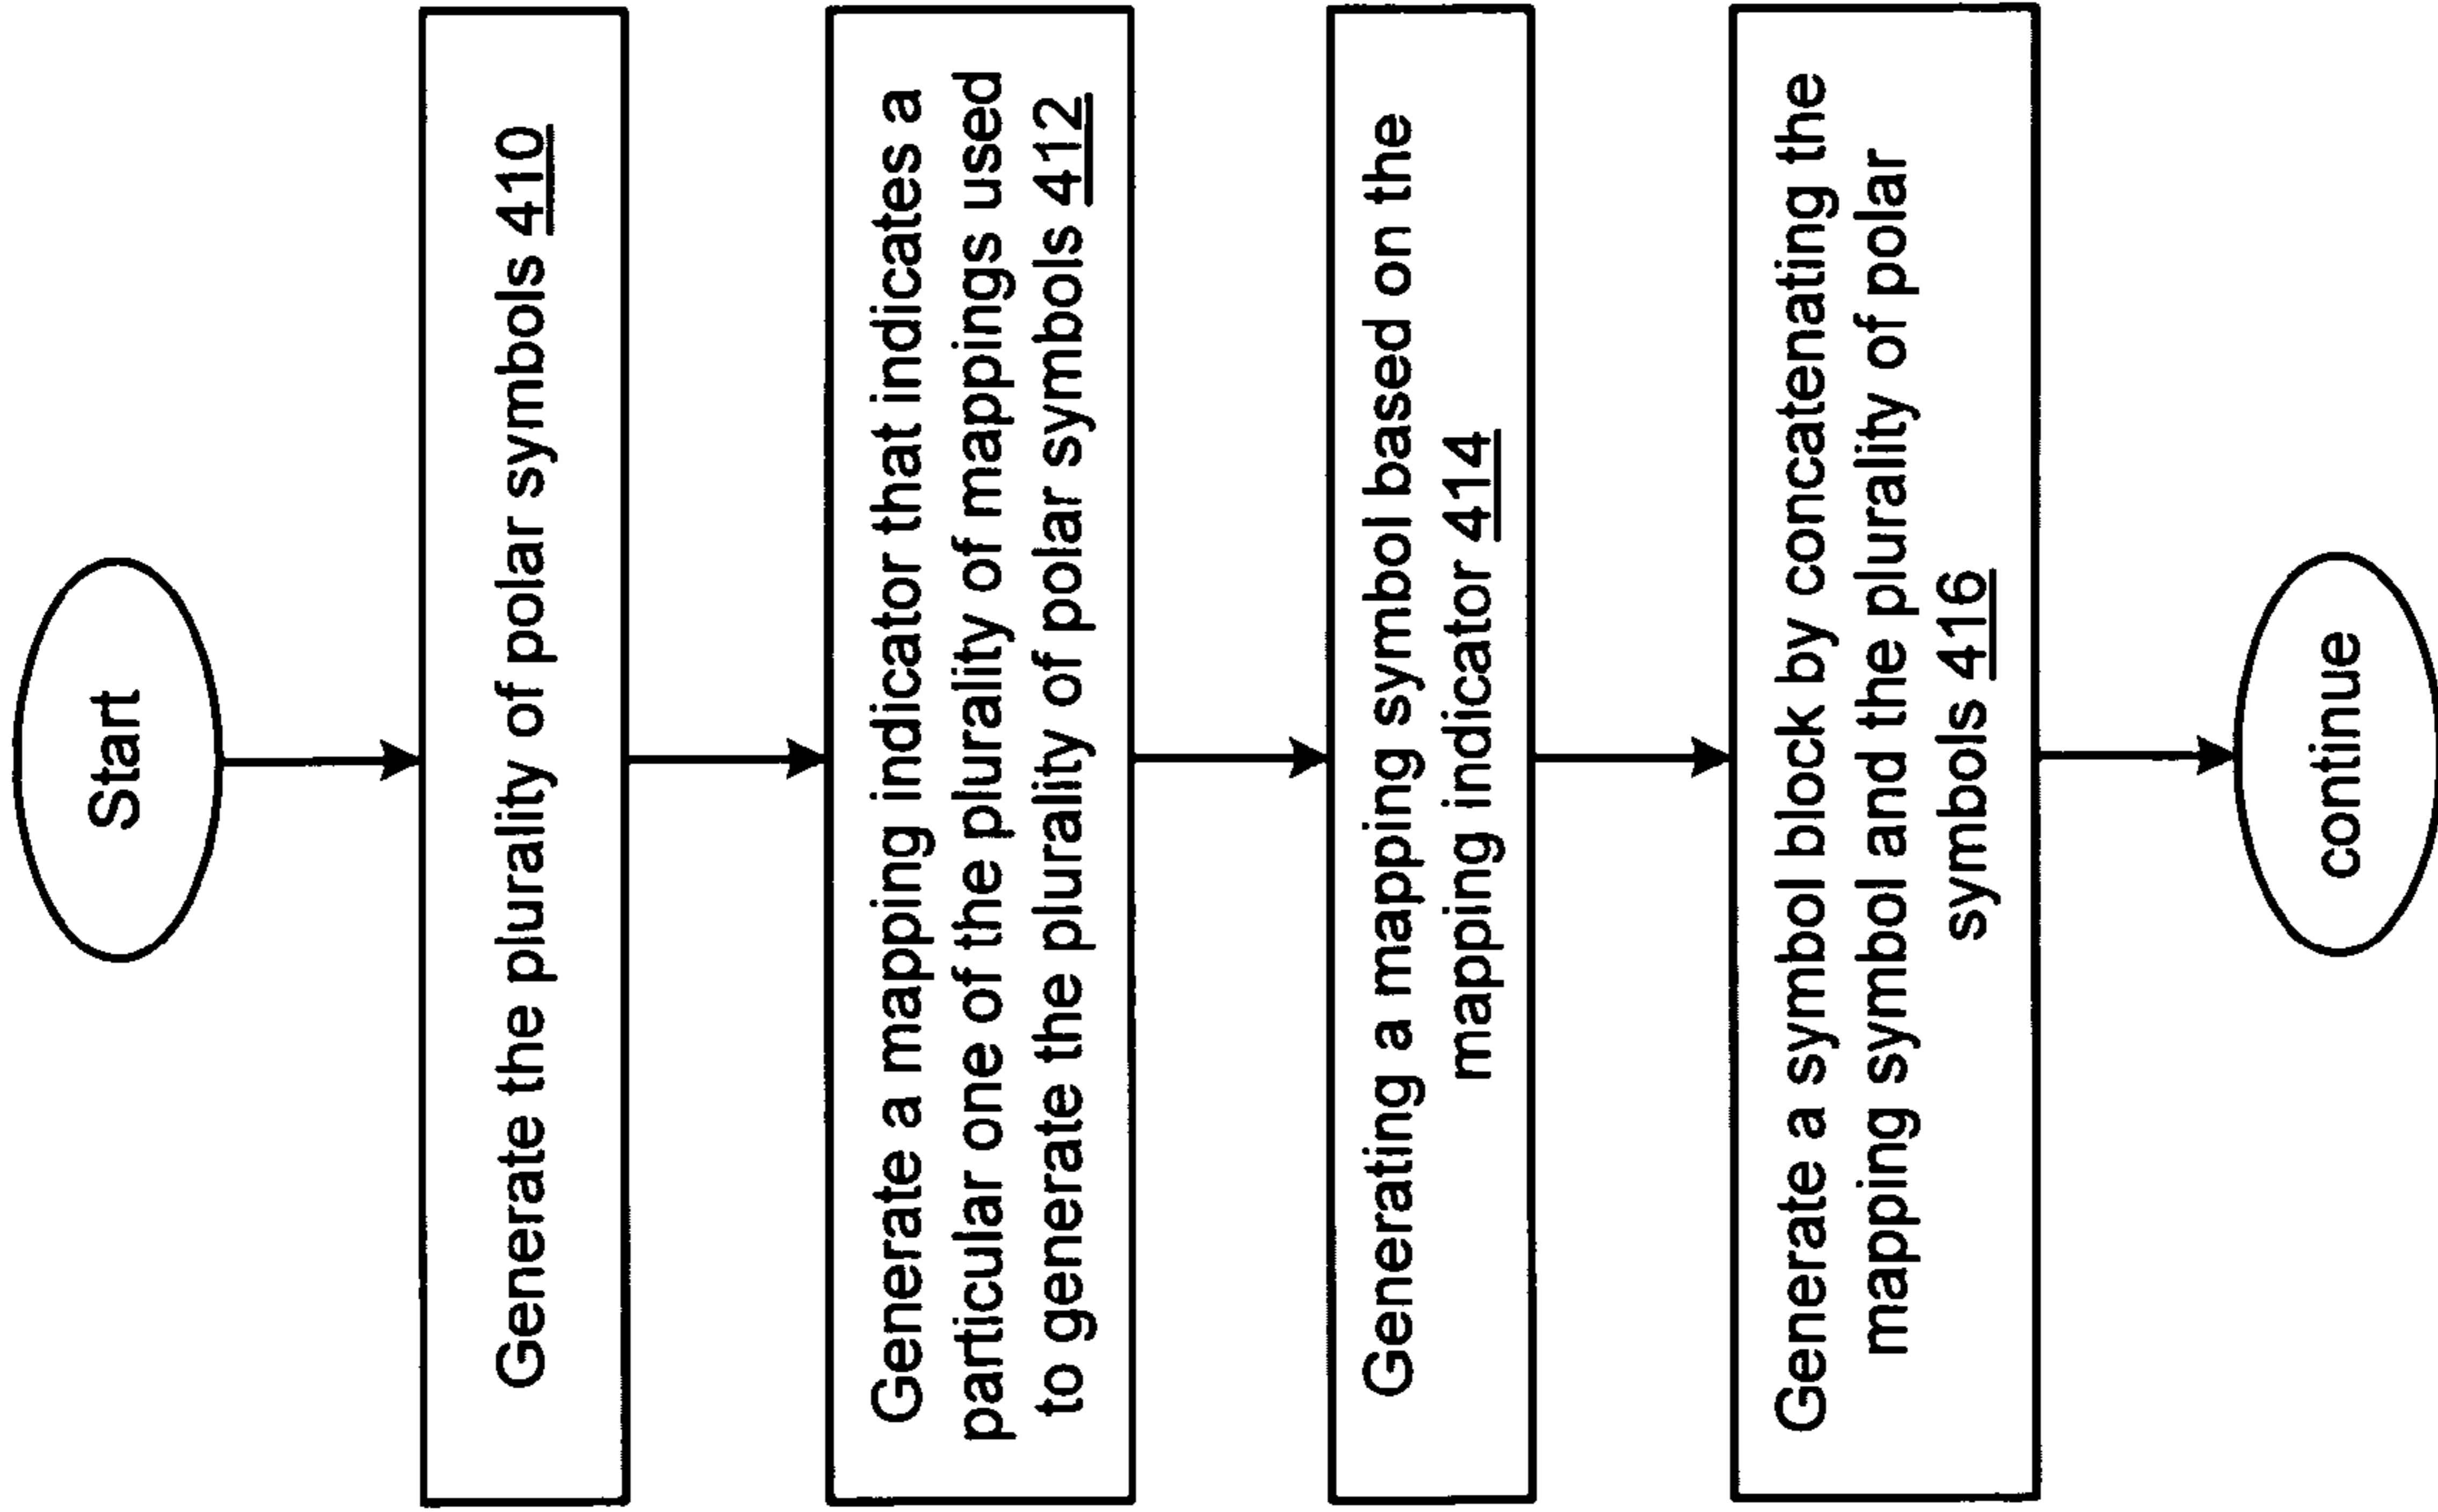 Start
Generate the plurality of polar symbols 410
Generate a mapping indicator that indicates a
particular one of the plurality of mappings used
to generate the plurality of polar symbols 412
Generating a mapping symbol based on the
mapping indicator 414
Generate a symbol block by concatenating the
mapping symbol and the plurality of polar
symbols 416
continue